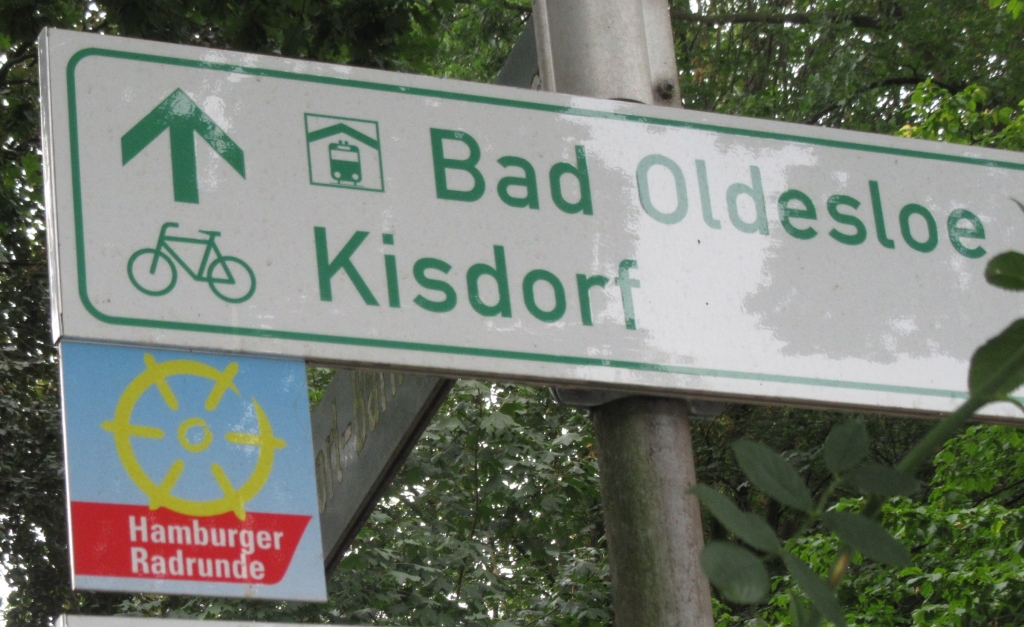 Bad Oldesloe
Kisdorf
Hamburger
Radrunde